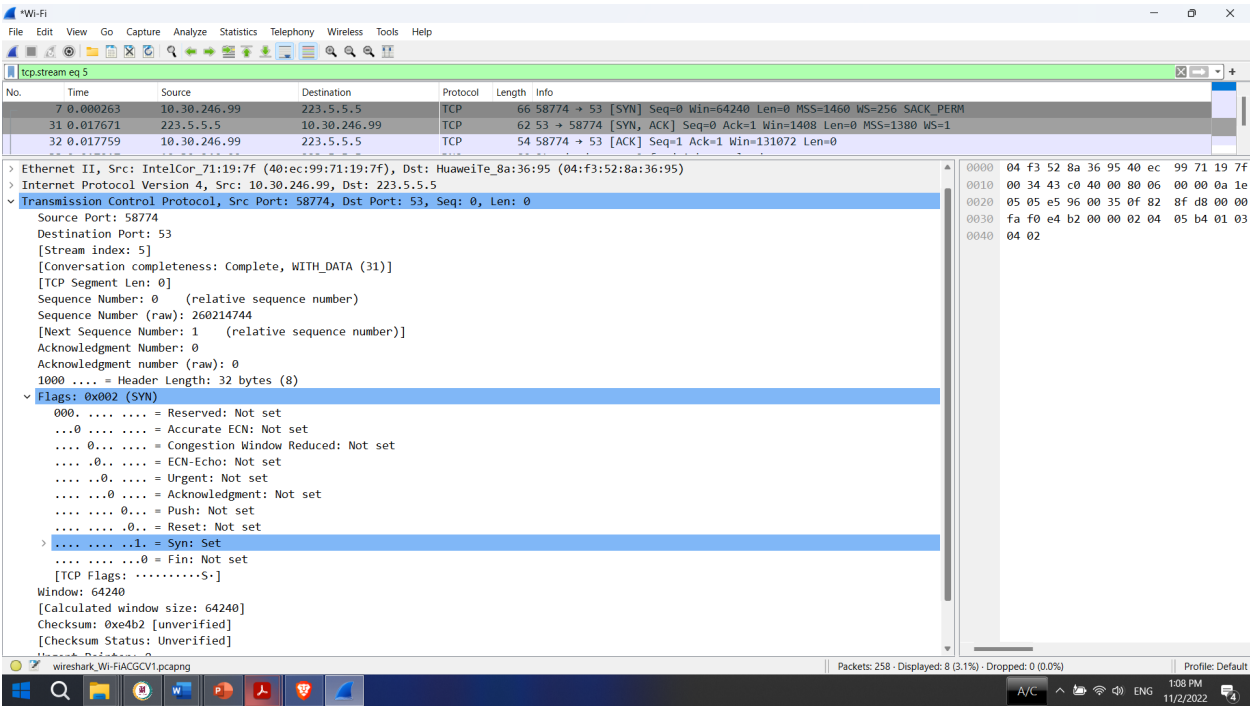 *Wi-Fi
File Edit View Go Capture Analyze Statistics Telephony Wireless Tools Help
tcp.stream eq 5
No. Time Source Destination Protocol Length Info
7 0.000263 10.30.246.99 223.5.5.5 TCP 66 58774 → 53 [SYN] Seq=0 Win=64240 Len=0 MSS=1460 WS=256 SACK_PERM
31 0.017671 223.5.5.5 10.30.246.99 TCP 62 53 → 58774 [SYN, ACK] Seq=0 Ack=1 Win=1408 Len=0 MSS=1380 WS=1
32 0.017759 10.30.246.99 223.5.5.5 TCP 54 58774 → 53 [ACK] Seq=1 Ack=1 Win=131072 Len=0
Ethernet II, Src: IntelCor_71:19:7f (40:ec:99:71:19:7f), Dst: HuaweiTe_8a:36:95 (04:f3:52:8a:36:95)
Internet Protocol Version 4, Src: 10.30.246.99, Dst: 223.5.5.5
Transmission Control Protocol, Src Port: 58774, Dst Port: 53, Seq: 0, Len: 0
Source Port: 58774
Destination Port: 53
[Stream index: 5]
[Conversation completeness: Complete, WITH_DATA (31)]
[TCP Segment Len: 0]
Sequence Number: 0 (relative sequence number)
Sequence Number (raw): 260214744
[Next Sequence Number: 1 (relative sequence number)]
Acknowledgment Number: 0
Acknowledgment number (raw): 0
1000 .... = Header Length: 32 bytes (8)
Flags: 0x002 (SYN)
000. .... .... = Reserved: Not set
...0 .... .... = Accurate ECN: Not set
.... 0... .... = Congestion Window Reduced: Not set
.... .0.. .... = ECN-Echo: Not set
.... ..0. .... = Urgent: Not set
.... ...0 .... = Acknowledgment: Not set
.... .... 0... = Push: Not set
.... .... .0.. = Reset: Not set
.... .... ..1. = Syn: Set
.... .... ...0 = Fin: Not set
[TCP Flags: ··········S·]
Window: 64240
[Calculated window size: 64240]
Checksum: 0xe4b2 [unverified]
[Checksum Status: Unverified]
0000 04 f3 52 8a 36 95 40 ec 99 71 19 7f
0010 00 34 43 c0 40 00 80 06 00 00 0a 1e
0020 05 05 e5 96 00 35 0f 82 8f d8 00 00
0030 fa f0 e4 b2 00 00 02 04 05 b4 01 03
0040 04 02
wireshark_Wi-FiACGCV1.pcapng Packets: 258 · Displayed: 8 (3.1%) · Dropped: 0 (0.0%) Profile: Default
A/C ENG 1:08 PM
11/2/2022 4